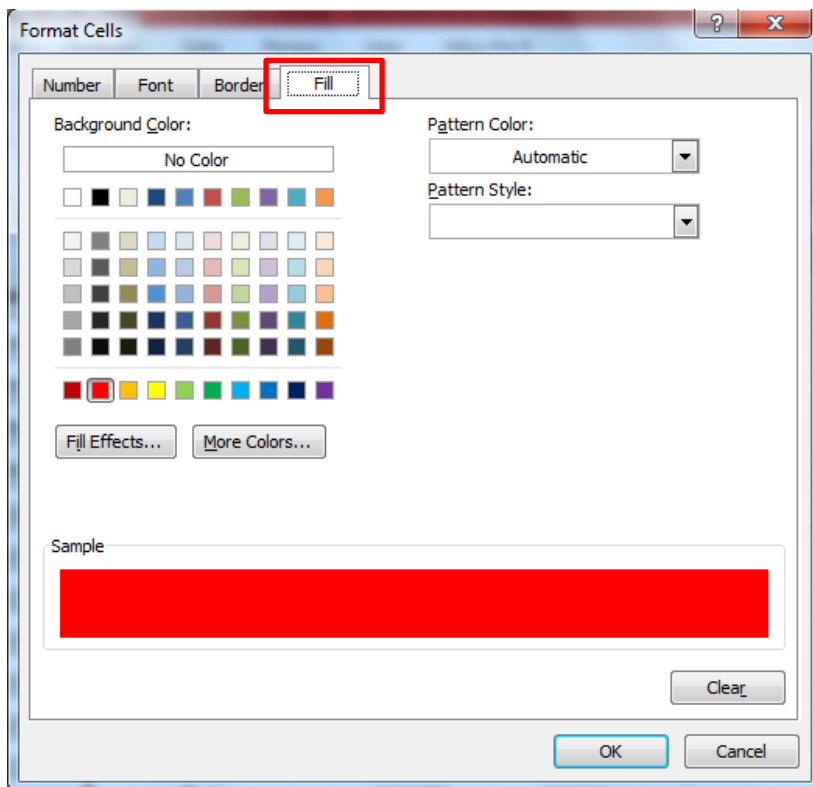 Format Cells
Number Font Border Fill
Background Color:
No Color
Pattern Color:
Automatic
Pattern Style:
Fill Effects... More Colors...
Sample
Clear
OK Cancel